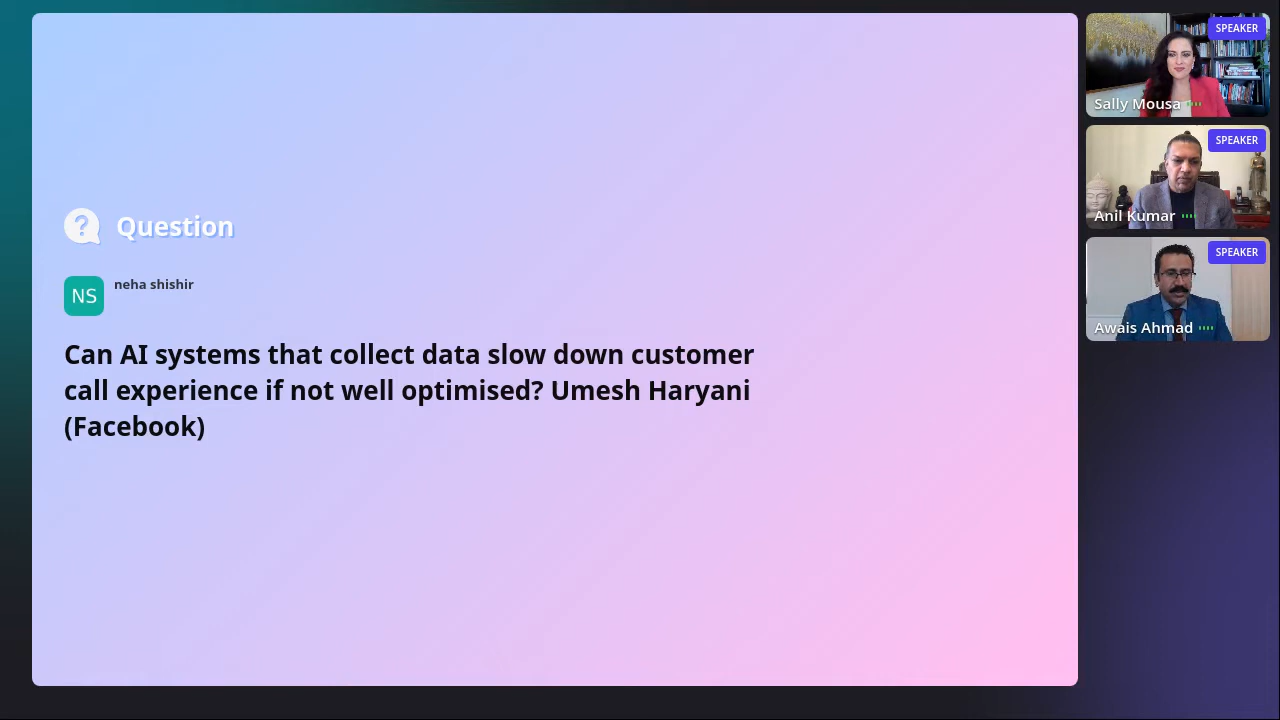 Question
NS
neha shishir
Can AI systems that collect data slow down customer
call experience if not well optimised? Umesh Haryani
(Facebook)
SPEAKER
Sally Mousa
SPEAKER
Anil Kumar
SPEAKER
Awais Ahmad